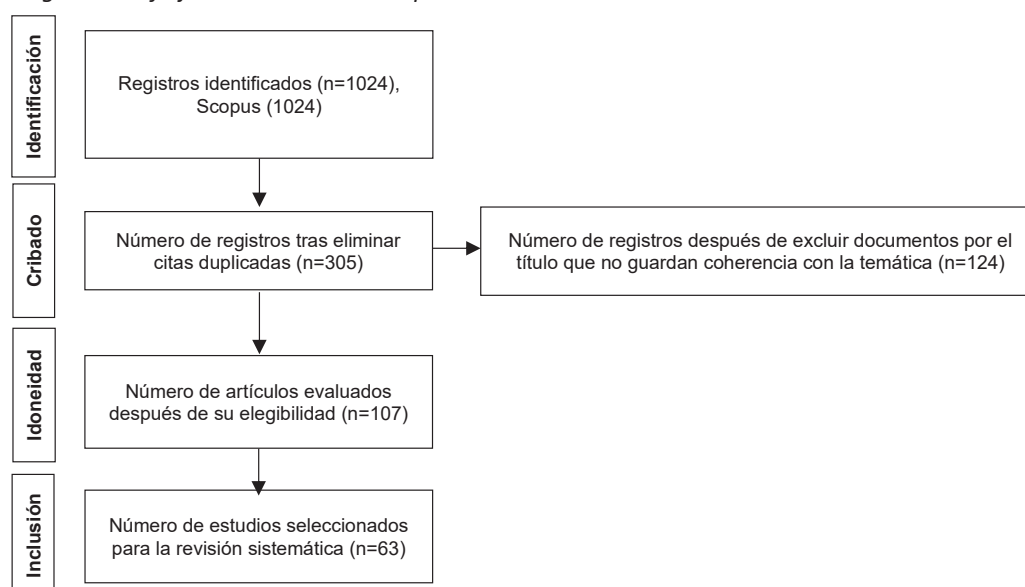 Identificación
Registros identificados (n=1024),
Scopus (1024)
Cribado
Número de registros tras eliminar
citas duplicadas (n=305)
Número de registros después de excluir documentos por el
título que no guardan coherencia con la temática (n=124)
Idoneidad
Número de artículos evaluados
después de su elegibilidad (n=107)
Inclusión
Número de estudios seleccionados
para la revisión sistemática (n=63)